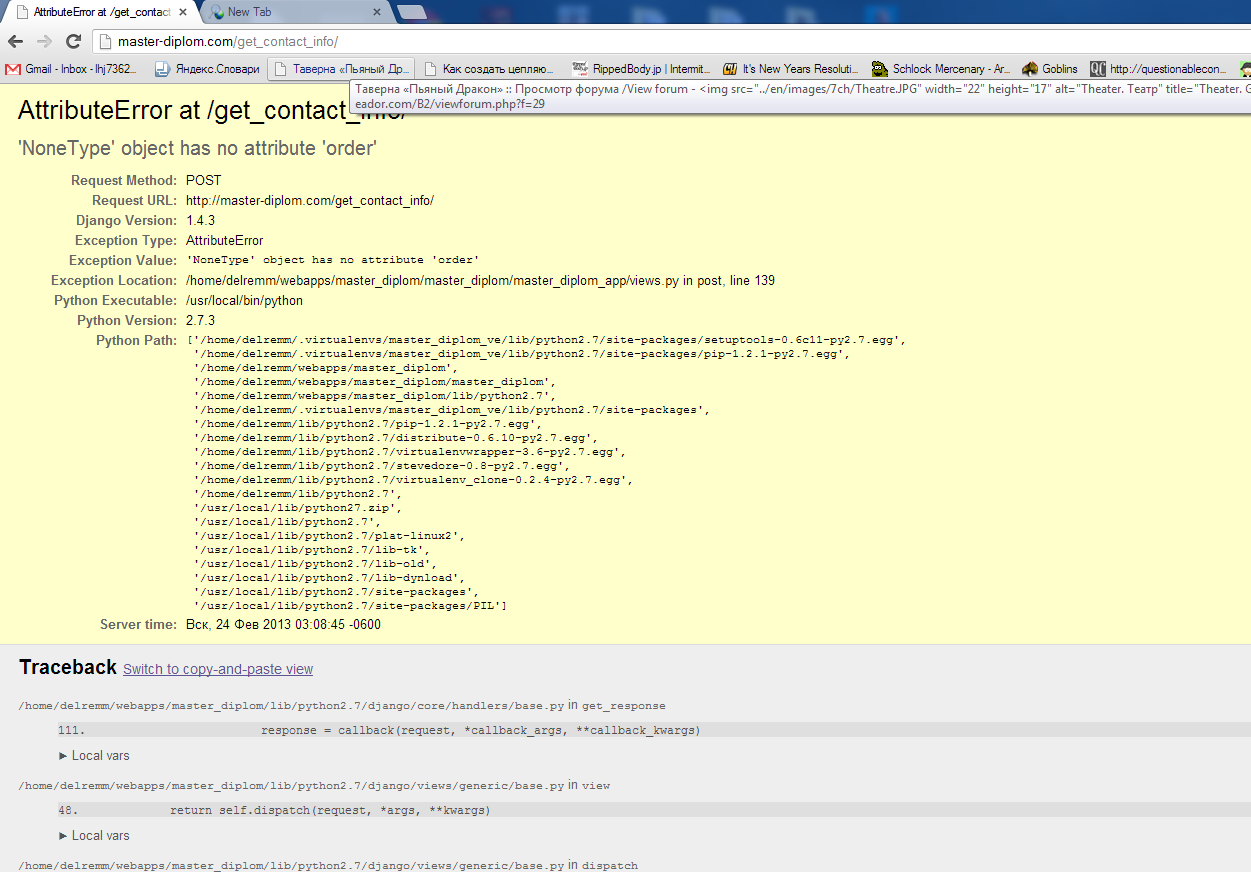 AttributeError at /get_contact
New Tab
master-diplom.com/get_contact_info/
Gmail - Inbox - lhj7362...
Яндекс.Словари
Таверна «Пьяный Др...
Как создать цепляю...
RippedBody.jp | Intermit...
It's New Years Resoluti...
Schlock Mercenary - Ar...
Goblins
http://questionablecon...
Таверна «Пьяный Дракон» :: Просмотр форума /View forum - <img src="../en/images/7ch/Theatre.JPG" width="22" height="17" alt="Theater. Театр" title="Theater. G
eador.com/B2/viewforum.php?f=29
AttributeError at /get_contact_info/
'NoneType' object has no attribute 'order'
Request Method: POST
Request URL: http://master-diplom.com/get_contact_info/
Django Version: 1.4.3
Exception Type: AttributeError
Exception Value: 'NoneType' object has no attribute 'order'
Exception Location: /home/delremm/webapps/master_diplom/master_diplom/master_diplom_app/views.py in post, line 139
Python Executable: /usr/local/bin/python
Python Version: 2.7.3
Python Path: ['/home/delremm/.virtualenvs/master_diplom_ve/lib/python2.7/site-packages/setuptools-0.6c11-py2.7.egg',
'/home/delremm/.virtualenvs/master_diplom_ve/lib/python2.7/site-packages/pip-1.2.1-py2.7.egg',
'/home/delremm/webapps/master_diplom',
'/home/delremm/webapps/master_diplom/master_diplom',
'/home/delremm/webapps/master_diplom/lib/python2.7',
'/home/delremm/.virtualenvs/master_diplom_ve/lib/python2.7/site-packages',
'/home/delremm/lib/python2.7/pip-1.2.1-py2.7.egg',
'/home/delremm/lib/python2.7/distribute-0.6.10-py2.7.egg',
'/home/delremm/lib/python2.7/virtualenvwrapper-3.6-py2.7.egg',
'/home/delremm/lib/python2.7/stevedore-0.8-py2.7.egg',
'/home/delremm/lib/python2.7/virtualenv_clone-0.2.4-py2.7.egg',
'/home/delremm/lib/python2.7',
'/usr/local/lib/python27.zip',
'/usr/local/lib/python2.7',
'/usr/local/lib/python2.7/plat-linux2',
'/usr/local/lib/python2.7/lib-tk',
'/usr/local/lib/python2.7/lib-old',
'/usr/local/lib/python2.7/lib-dynload',
'/usr/local/lib/python2.7/site-packages',
'/usr/local/lib/python2.7/site-packages/PIL']
Server time: Вск, 24 Фев 2013 03:08:45 -0600
Traceback Switch to copy-and-paste view
/home/delremm/webapps/master_diplom/lib/python2.7/django/core/handlers/base.py in get_response
111. response = callback(request, *callback_args, **callback_kwargs)
► Local vars
/home/delremm/webapps/master_diplom/lib/python2.7/django/views/generic/base.py in view
48. return self.dispatch(request, *args, **kwargs)
► Local vars
/home/delremm/webapps/master_diplom/lib/python2.7/django/views/generic/base.py in dispatch